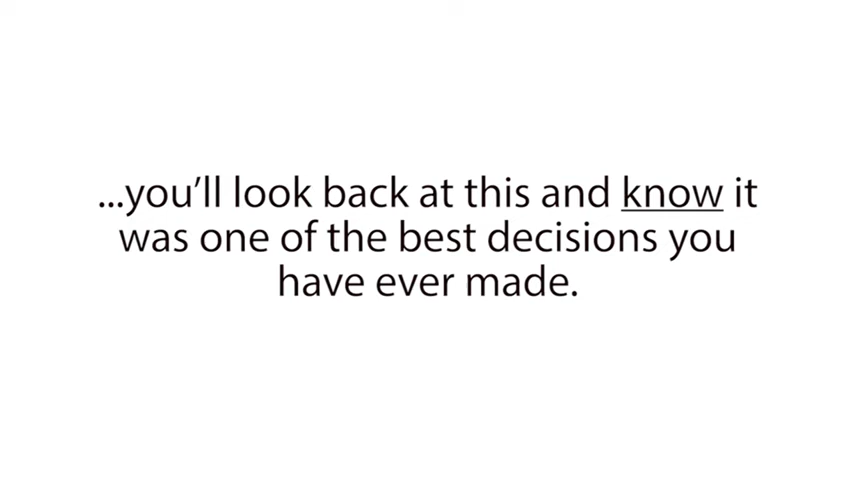 ...you’ll look back at this and know it
was one of the best decisions you
have ever made.